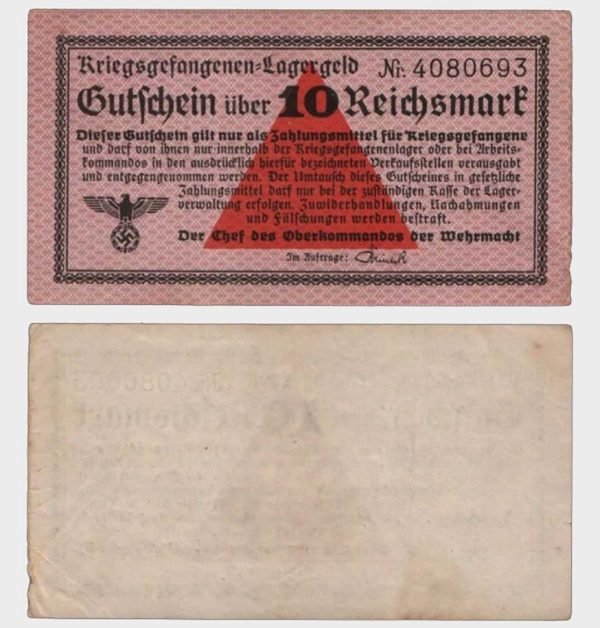 Kriegsgefangenen-Lagergeld Nr. 4080693
Gutschein über 10 Reichsmark
Dieser Gutschein gilt nur als Zahlungsmittel für Kriegsgefangene
und darf von ihnen nur innerhalb der Kriegsgefangenenlager oder bei Arbeits-
kommandos in den ausdrücklich hierfür bezeichneten Verkaufsstellen verausgabt
und entgegengenommen werden. Der Umtausch dieses Gutscheines in gesetzliche
Zahlungsmittel darf nur bei der zuständigen Kasse der Lager-
verwaltung erfolgen. Zuwiderhandlungen, Nachahmungen
und Fälschungen werden bestraft.
Der Chef des Oberkommandos der Wehrmacht
Im Auftrage: